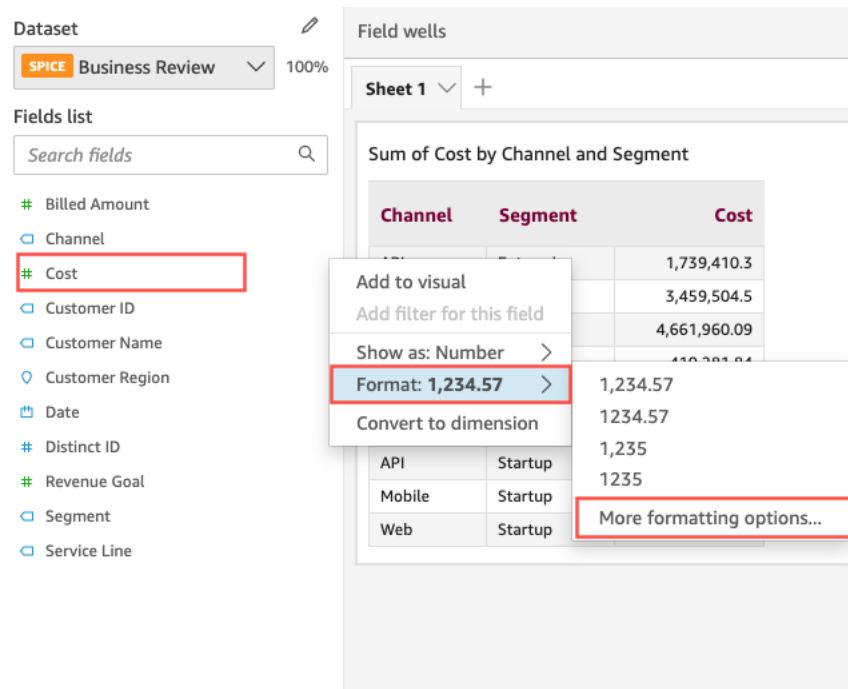 Dataset
SPICE Business Review 100%
Fields list
Search fields
# Billed Amount
Channel
# Cost
Customer ID
Customer Name
Customer Region
Date
# Distinct ID
# Revenue Goal
Segment
Service Line
Field wells
Sheet 1 +
Sum of Cost by Channel and Segment
Channel Segment Cost
1,739,410.3
3,459,504.5
4,661,960.09
Add to visual
Add filter for this field
Show as: Number
Format: 1,234.57
Convert to dimension
1,234.57
1234.57
1,235
1235
More formatting options...
API Startup
Mobile Startup
Web Startup